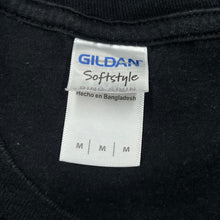 GILDAN
Softstyle
Hecho en Bangladesh
M | M | M